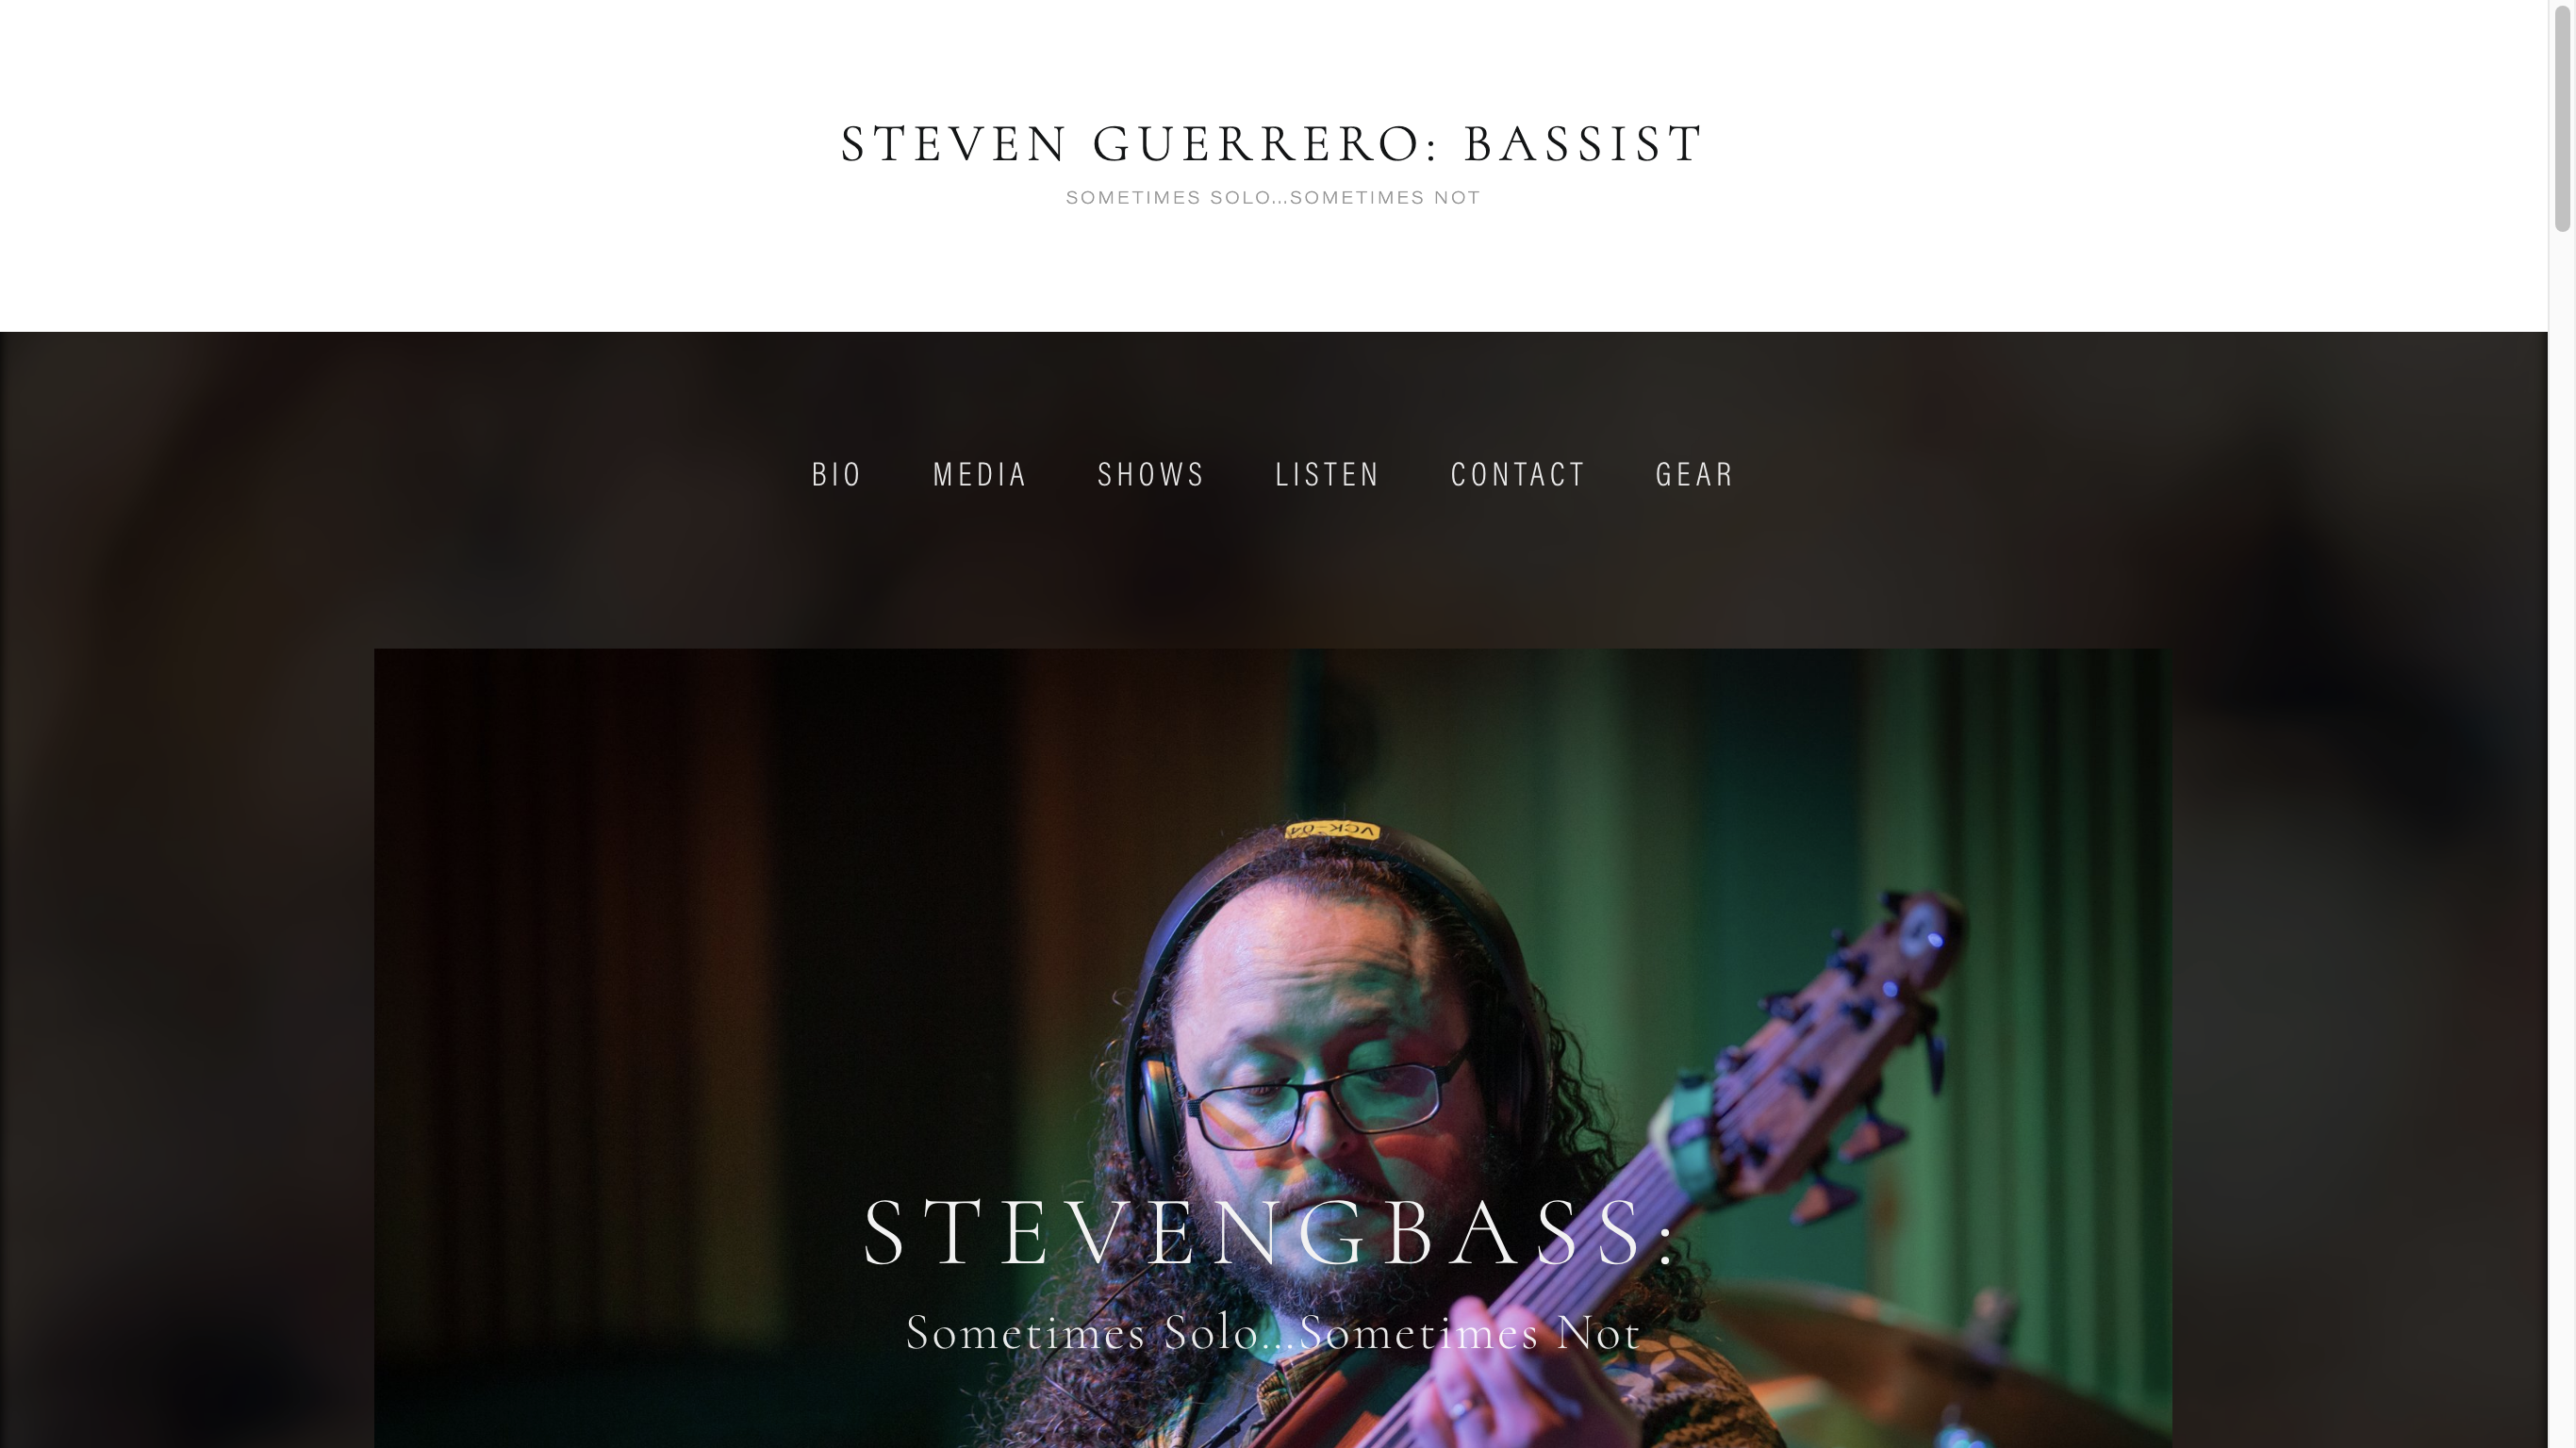 STEVEN GUERRERO: BASSIST
SOMETIMES SOLO...SOMETIMES NOT
BIO MEDIA SHOWS LISTEN CONTACT GEAR
VCK-04
STEVENGBASS:
Sometimes Solo...Sometimes Not